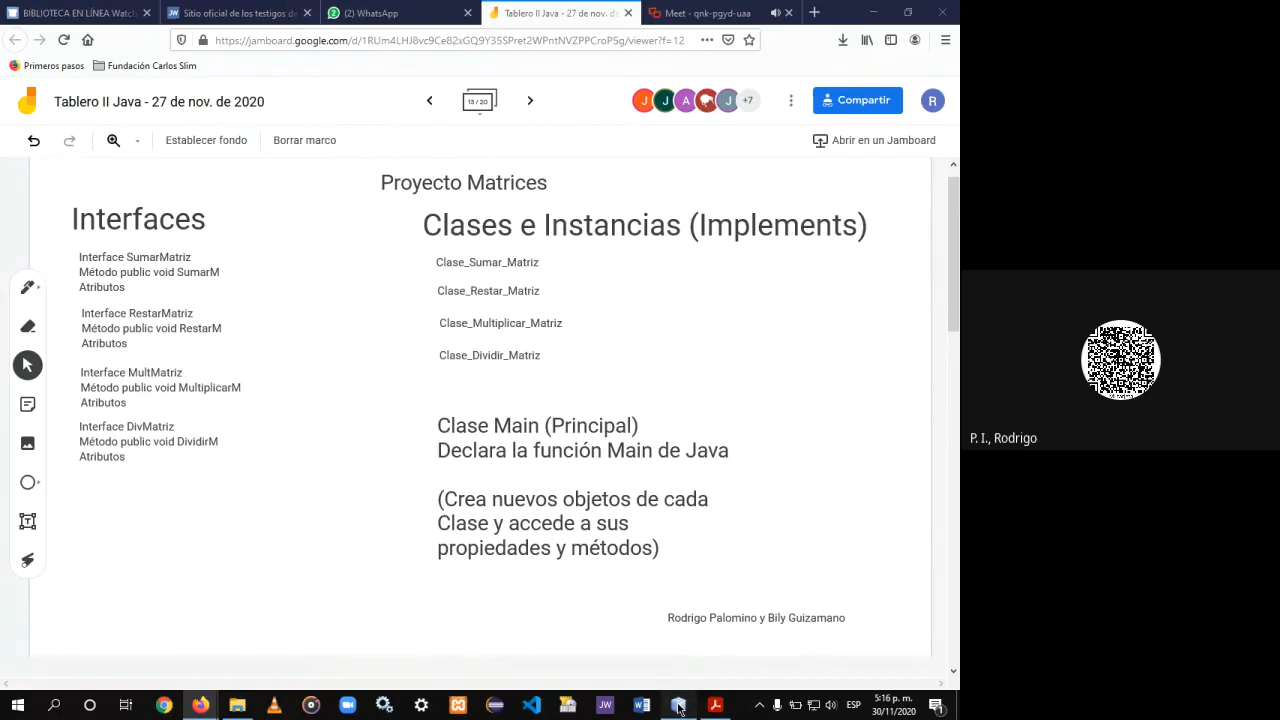 BIBLIOTECA EN LÍNEA Watch
Sitio oficial de los testigos de
(2) WhatsApp
Tablero II Java - 27 de nov. de
Meet - qnk-pgyd-uaa
https://jamboard.google.com/d/1RUm4LHJ8vc9Ce82xGQ9Y35SPret2WPntNVZPPCroP5g/viewer?f=12
Primeros pasos
Fundación Carlos Slim
Tablero II Java - 27 de nov. de 2020
13 / 20
J J A J +7
Compartir
R
Establecer fondo
Borrar marco
Abrir en un Jamboard
Proyecto Matrices
Interfaces
Interface SumarMatriz
Método public void SumarM
Atributos
Interface RestarMatriz
Método public void RestarM
Atributos
Interface MultMatriz
Método public void MultiplicarM
Atributos
Interface DivMatriz
Método public void DividirM
Atributos
Clases e Instancias (Implements)
Clase_Sumar_Matriz
Clase_Restar_Matriz
Clase_Multiplicar_Matriz
Clase_Dividir_Matriz
Clase Main (Principal)
Declara la función Main de Java
(Crea nuevos objetos de cada
Clase y accede a sus
propiedades y métodos)
Rodrigo Palomino y Bily Guizamano
P. I., Rodrigo
JW
ESP
5:16 p. m.
30/11/2020